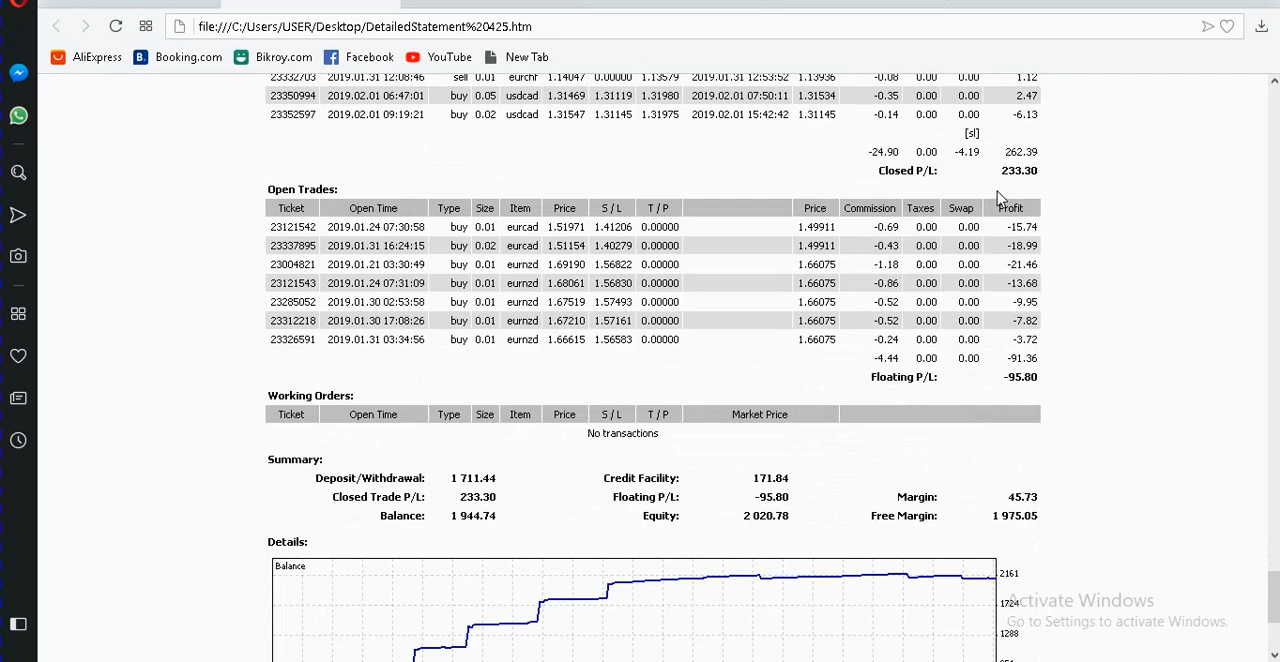 file:///C:/Users/USER/Desktop/DetailedStatement%20425.htm
AliExpress B. Booking.com Bikroy.com Facebook YouTube New Tab
23332703 2019.01.31 12:08:46 sell 0.01 eurchf 1.14047 0.00000 1.13579 2019.01.31 12:53:52 1.13936 -0.08 0.00 0.00 1.12
23350994 2019.02.01 06:47:01 buy 0.05 usdcad 1.31469 1.31119 1.31980 2019.02.01 07:50:11 1.31534 -0.35 0.00 0.00 2.47
23352597 2019.02.01 09:19:21 buy 0.02 usdcad 1.31547 1.31145 1.31975 2019.02.01 15:42:42 1.31145 -0.14 0.00 0.00 -6.13
[sl]
-24.90 0.00 -4.19 262.39
Closed P/L: 233.30
Open Trades:
Ticket Open Time Type Size Item Price S / L T / P Price Commission Taxes Swap Profit
23121542 2019.01.24 07:30:58 buy 0.01 eurcad 1.51971 1.41206 0.00000 1.49911 -0.69 0.00 0.00 -15.74
23337895 2019.01.31 16:24:15 buy 0.02 eurcad 1.51154 1.40279 0.00000 1.49911 -0.43 0.00 0.00 -18.99
23004821 2019.01.21 03:30:49 buy 0.01 eurnzd 1.69190 1.56822 0.00000 1.66075 -1.18 0.00 0.00 -21.46
23121543 2019.01.24 07:31:09 buy 0.01 eurnzd 1.68061 1.56830 0.00000 1.66075 -0.86 0.00 0.00 -13.68
23285052 2019.01.30 02:53:58 buy 0.01 eurnzd 1.67519 1.57493 0.00000 1.66075 -0.52 0.00 0.00 -9.95
23312218 2019.01.30 17:08:26 buy 0.01 eurnzd 1.67210 1.57161 0.00000 1.66075 -0.52 0.00 0.00 -7.82
23326591 2019.01.31 03:34:56 buy 0.01 eurnzd 1.66615 1.56583 0.00000 1.66075 -0.24 0.00 0.00 -3.72
-4.44 0.00 0.00 -91.36
Floating P/L: -95.80
Working Orders:
Ticket Open Time Type Size Item Price S / L T / P Market Price
No transactions
Summary:
Deposit/Withdrawal: 1 711.44 Credit Facility: 171.84
Closed Trade P/L: 233.30 Floating P/L: -95.80 Margin: 45.73
Balance: 1 944.74 Equity: 2 020.78 Free Margin: 1 975.05
Details:
Balance
2161
1724
1288
Activate Windows
Go to Settings to activate Windows.